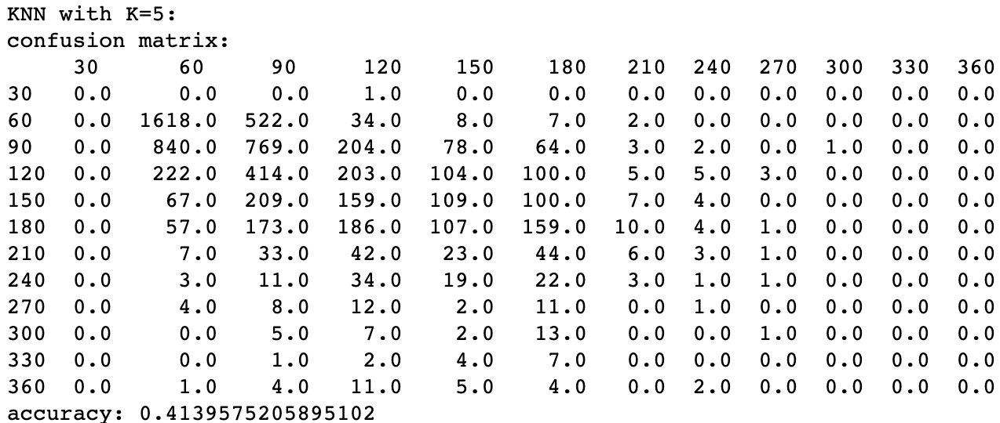 KNN with K=5:
confusion matrix:
30 60 90 120 150 180 210 240 270 300 330 360
30 0.0 0.0 0.0 1.0 0.0 0.0 0.0 0.0 0.0 0.0 0.0 0.0
60 0.0 1618.0 522.0 34.0 8.0 7.0 2.0 0.0 0.0 0.0 0.0 0.0
90 0.0 840.0 769.0 204.0 78.0 64.0 3.0 2.0 0.0 1.0 0.0 0.0
120 0.0 222.0 414.0 203.0 104.0 100.0 5.0 5.0 3.0 0.0 0.0 0.0
150 0.0 67.0 209.0 159.0 109.0 100.0 7.0 4.0 0.0 0.0 0.0 0.0
180 0.0 57.0 173.0 186.0 107.0 159.0 10.0 4.0 1.0 0.0 0.0 0.0
210 0.0 7.0 33.0 42.0 23.0 44.0 6.0 3.0 1.0 0.0 0.0 0.0
240 0.0 3.0 11.0 34.0 19.0 22.0 3.0 1.0 1.0 0.0 0.0 0.0
270 0.0 4.0 8.0 12.0 2.0 11.0 0.0 1.0 0.0 0.0 0.0 0.0
300 0.0 0.0 5.0 7.0 2.0 13.0 0.0 0.0 1.0 0.0 0.0 0.0
330 0.0 0.0 1.0 2.0 4.0 7.0 0.0 0.0 0.0 0.0 0.0 0.0
360 0.0 1.0 4.0 11.0 5.0 4.0 0.0 2.0 0.0 0.0 0.0 0.0
accuracy: 0.4139575205895102